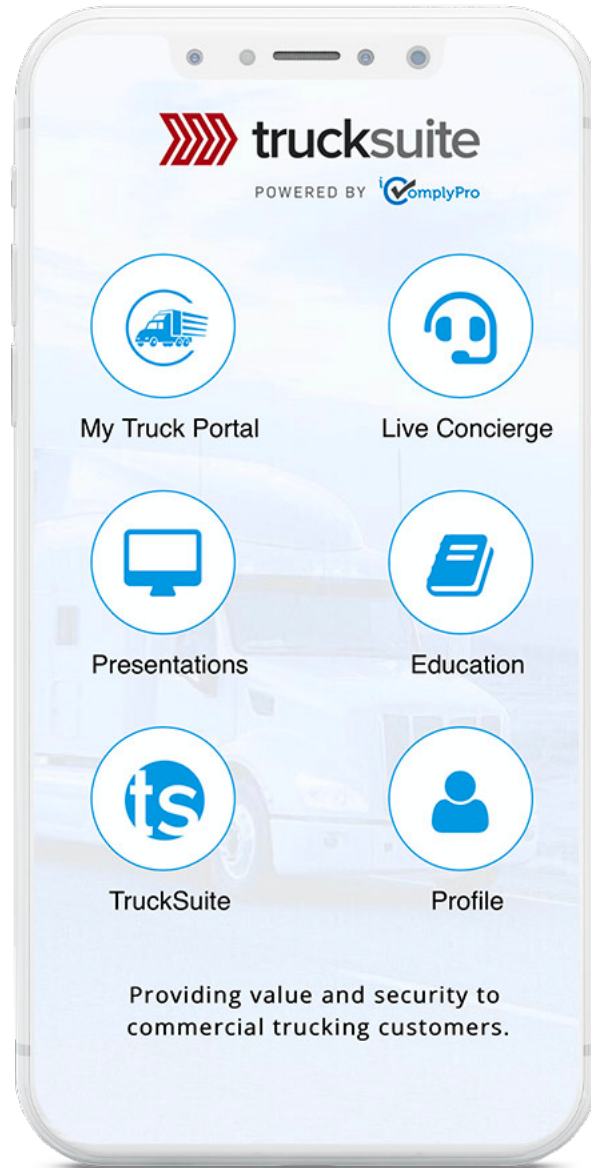 trucksuite
POWERED BY iComplyPro
My Truck Portal
Live Concierge
Presentations
Education
ts
TruckSuite
Profile
Providing value and security to
commercial trucking customers.